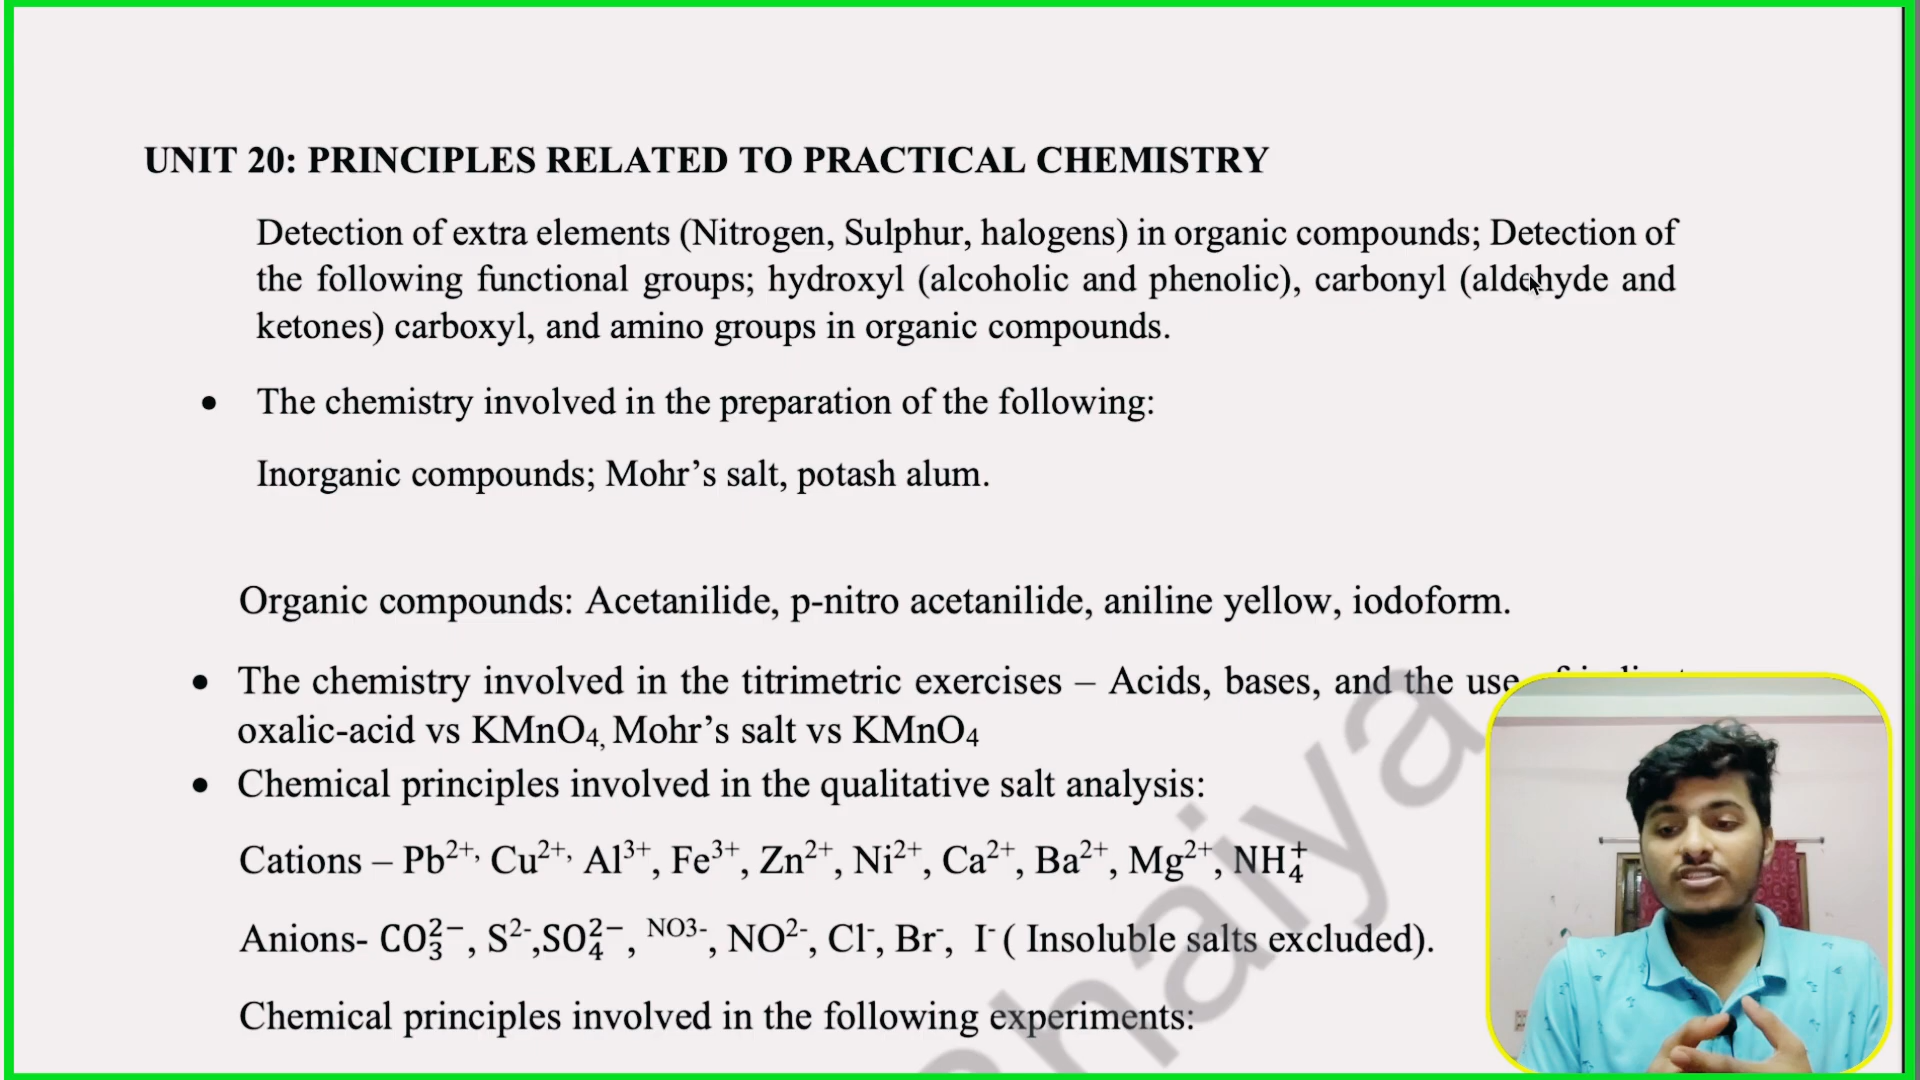 UNIT 20: PRINCIPLES RELATED TO PRACTICAL CHEMISTRY
Detection of extra elements (Nitrogen, Sulphur, halogens) in organic compounds; Detection of
the following functional groups; hydroxyl (alcoholic and phenolic), carbonyl (aldehyde and
ketones) carboxyl, and amino groups in organic compounds.
• The chemistry involved in the preparation of the following:
Inorganic compounds; Mohr’s salt, potash alum.
Organic compounds: Acetanilide, p-nitro acetanilide, aniline yellow, iodoform.
• The chemistry involved in the titrimetric exercises – Acids, bases, and the use
oxalic-acid vs KMnO₄, Mohr’s salt vs KMnO₄
• Chemical principles involved in the qualitative salt analysis:
Cations – Pb²⁺, Cu²⁺, Al³⁺, Fe³⁺, Zn²⁺, Ni²⁺, Ca²⁺, Ba²⁺, Mg²⁺, NH₄⁺
Anions- CO₃²⁻, S²⁻,SO₄²⁻, ᴺᴼ³⁻, NO²⁻, Cl⁻, Br⁻, I⁻ ( Insoluble salts excluded).
Chemical principles involved in the following experiments: